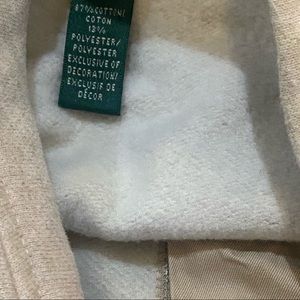 87%COTTON/
COTON
13%
POLYESTER/
POLYESTER
EXCLUSIVE OF
DECORATION/
EXCLUSIF DE
DÉCOR